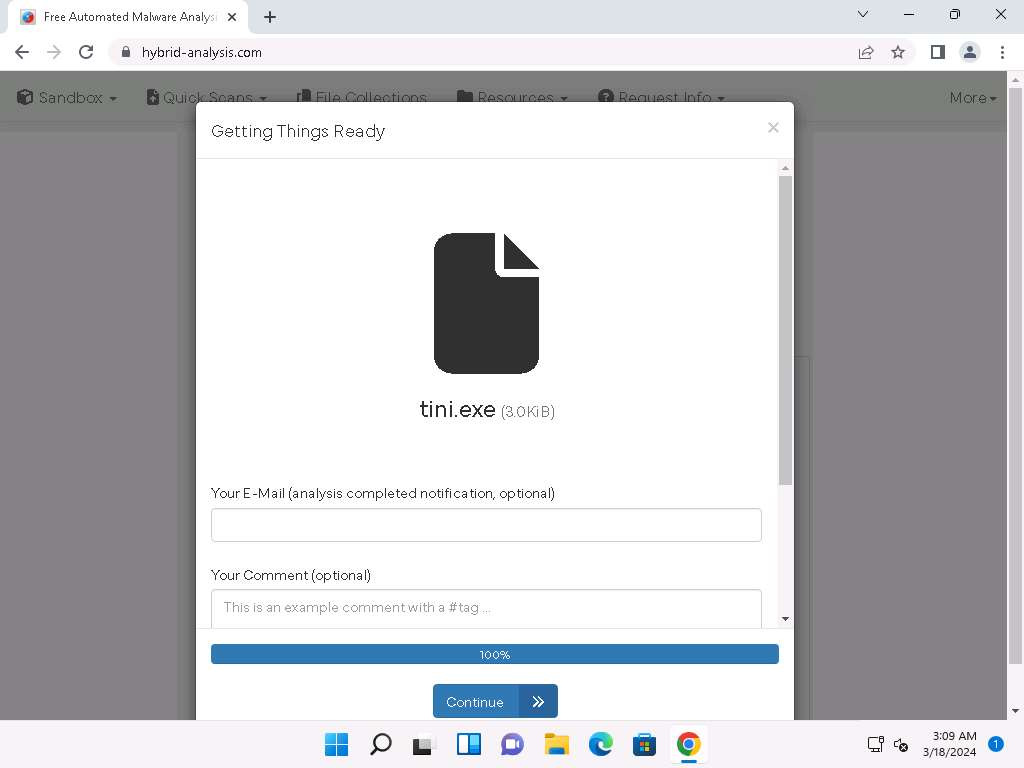 Free Automated Malware Analysi
hybrid-analysis.com
Sandbox Quick Scans File Collections Resources Request Info More
Getting Things Ready
tini.exe (3.0KiB)
Your E-Mail (analysis completed notification, optional)
Your Comment (optional)
This is an example comment with a #tag ...
100%
Continue
3:09 AM
3/18/2024
1